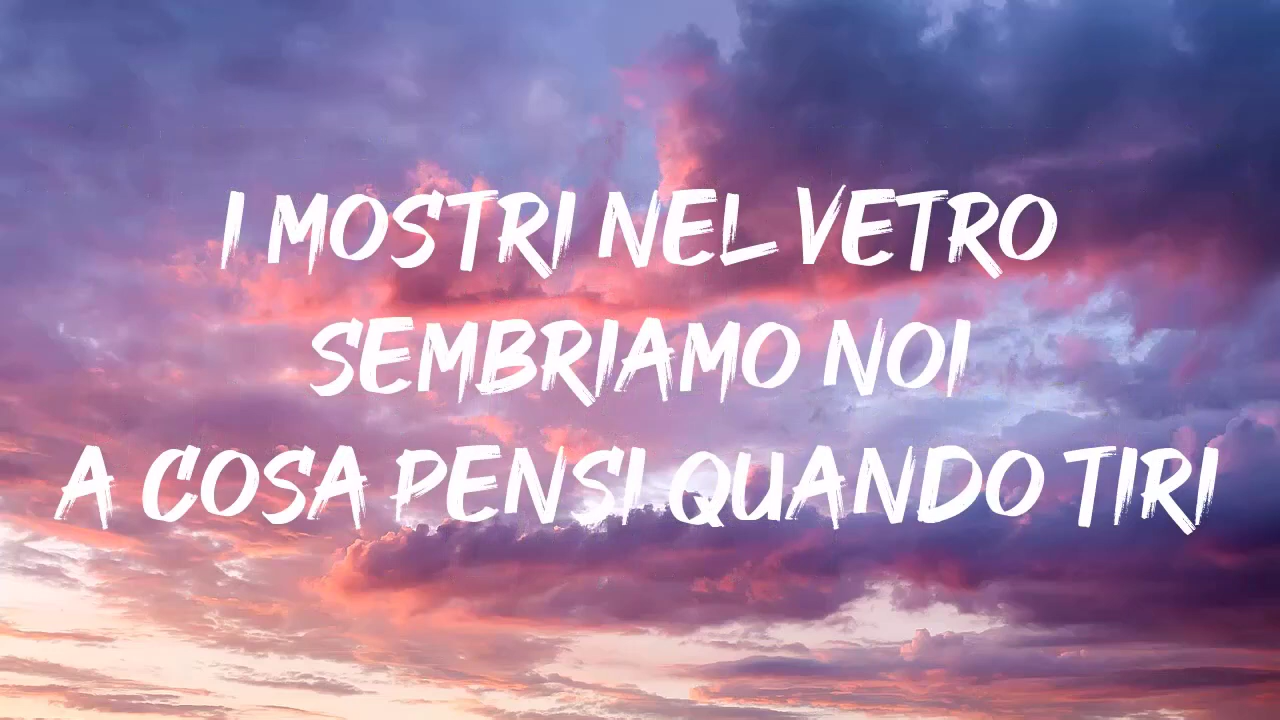 I MOSTRI NEL VETRO
SEMBRIAMO NOI
A COSA PENSI QUANDO TIRI